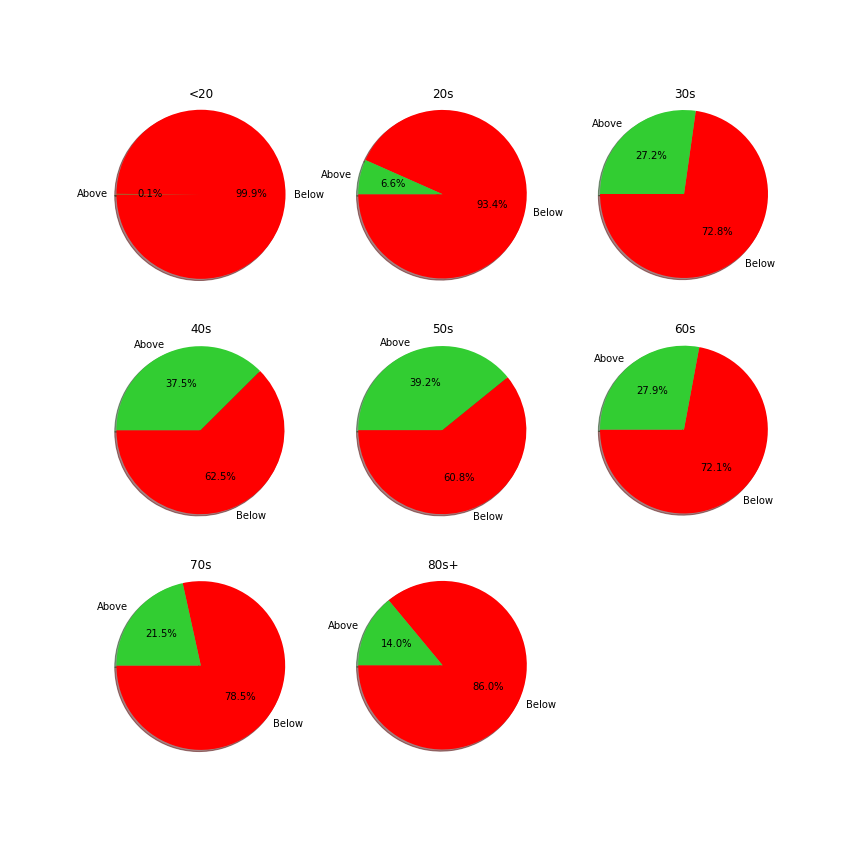 <20
20s
30s
Above
0.1%
99.9%
Below
Above
6.6%
93.4%
Below
Above
27.2%
72.8%
Below
40s
50s
60s
Above
37.5%
62.5%
Below
Above
39.2%
60.8%
Below
Above
27.9%
72.1%
Below
70s
80s+
Above
21.5%
78.5%
Below
Above
14.0%
86.0%
Below